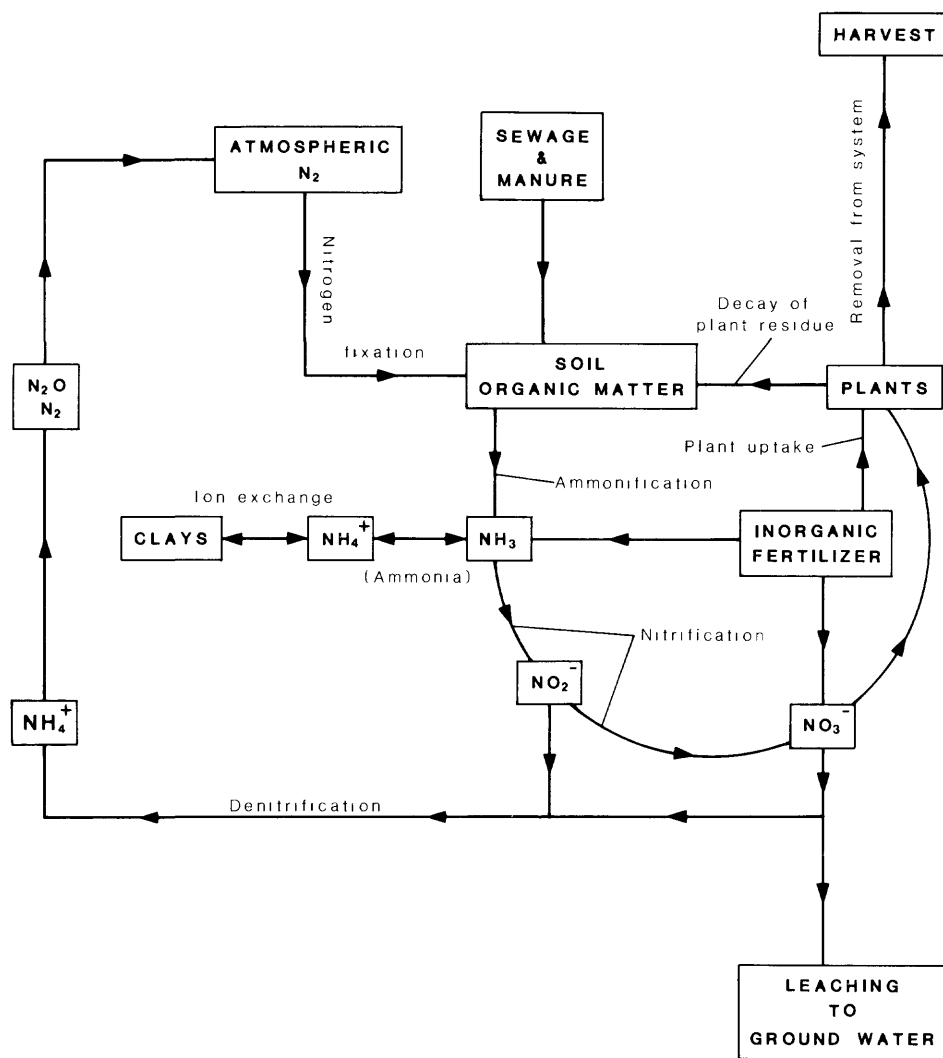 HARVEST
ATMOSPHERIC
N₂
SEWAGE
&
MANURE
Removal from system
Nitrogen
fixation
Decay of
plant residue
SOIL
ORGANIC MATTER
PLANTS
N₂O
N₂
Plant uptake
Ammonification
Ion exchange
CLAYS
NH₄⁺
NH₃
(Ammonia)
INORGANIC
FERTILIZER
Nitrification
NO₂⁻
NH₄⁺
NO₃⁻
Denitrification
LEACHING
TO
GROUND WATER